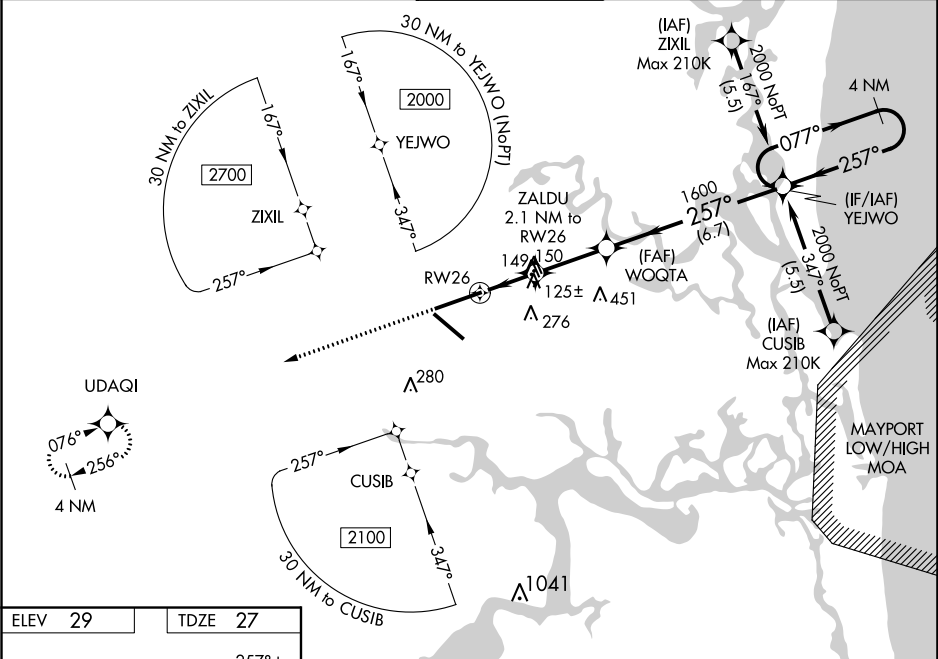 30 NM to ZIXIL
167°
2700
ZIXIL
257°
30 NM to YEJWO (NoPT)
167°
2000
YEJWO
347°
(IAF)
ZIXIL
Max 210K
2000 NoPT
167°
(5.5)
4 NM
077°
257°
(IF/IAF)
YEJWO
1600
257°
(6.7)
ZALDU
2.1 NM to
RW26
149
150
125±
(FAF)
WOQTA
451
276
RW26
2000 NoPT
347°
(5.5)
(IAF)
CUSIB
Max 210K
280
UDAQI
076°
256°
4 NM
257°
CUSIB
2100
347°
30 NM to CUSIB
MAYPORT
LOW/HIGH
MOA
1041
ELEV 29
TDZE 27